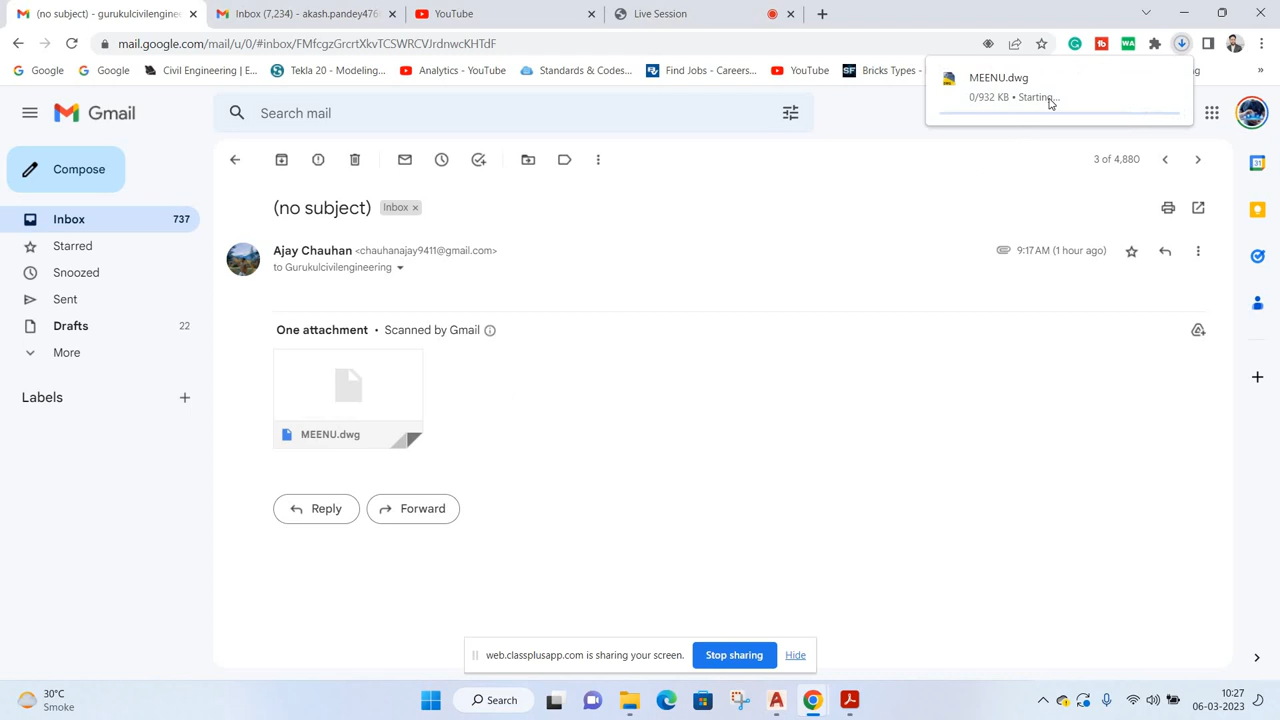 (no subject) - gurukulcivilengine
Inbox (7,234) - akash.pandey476
YouTube
Live Session
mail.google.com/mail/u/0/#inbox/
Google
Google
Civil Engineering | E...
Tekla 20 - Modeling...
Analytics - YouTube
Standards & Codes...
Find Jobs - Careers...
YouTube
SF
Bricks Types -
»
MEENU.dwg
0/932 KB • Starting...
Gmail
Search mail
Compose
3 of 4,880
Inbox 737
Starred
Snoozed
Sent
Drafts 22
More
Labels
(no subject) Inbox ×
Ajay Chauhan <chauhanajay9411@gmail.com>
9:17 AM (1 hour ago)
to Gurukulcivilengineering
One attachment • Scanned by Gmail
MEENU.dwg
Reply
Forward
web.classplusapp.com is sharing your screen.
Stop sharing
Hide
30°C
Smoke
Search
10:27
06-03-2023